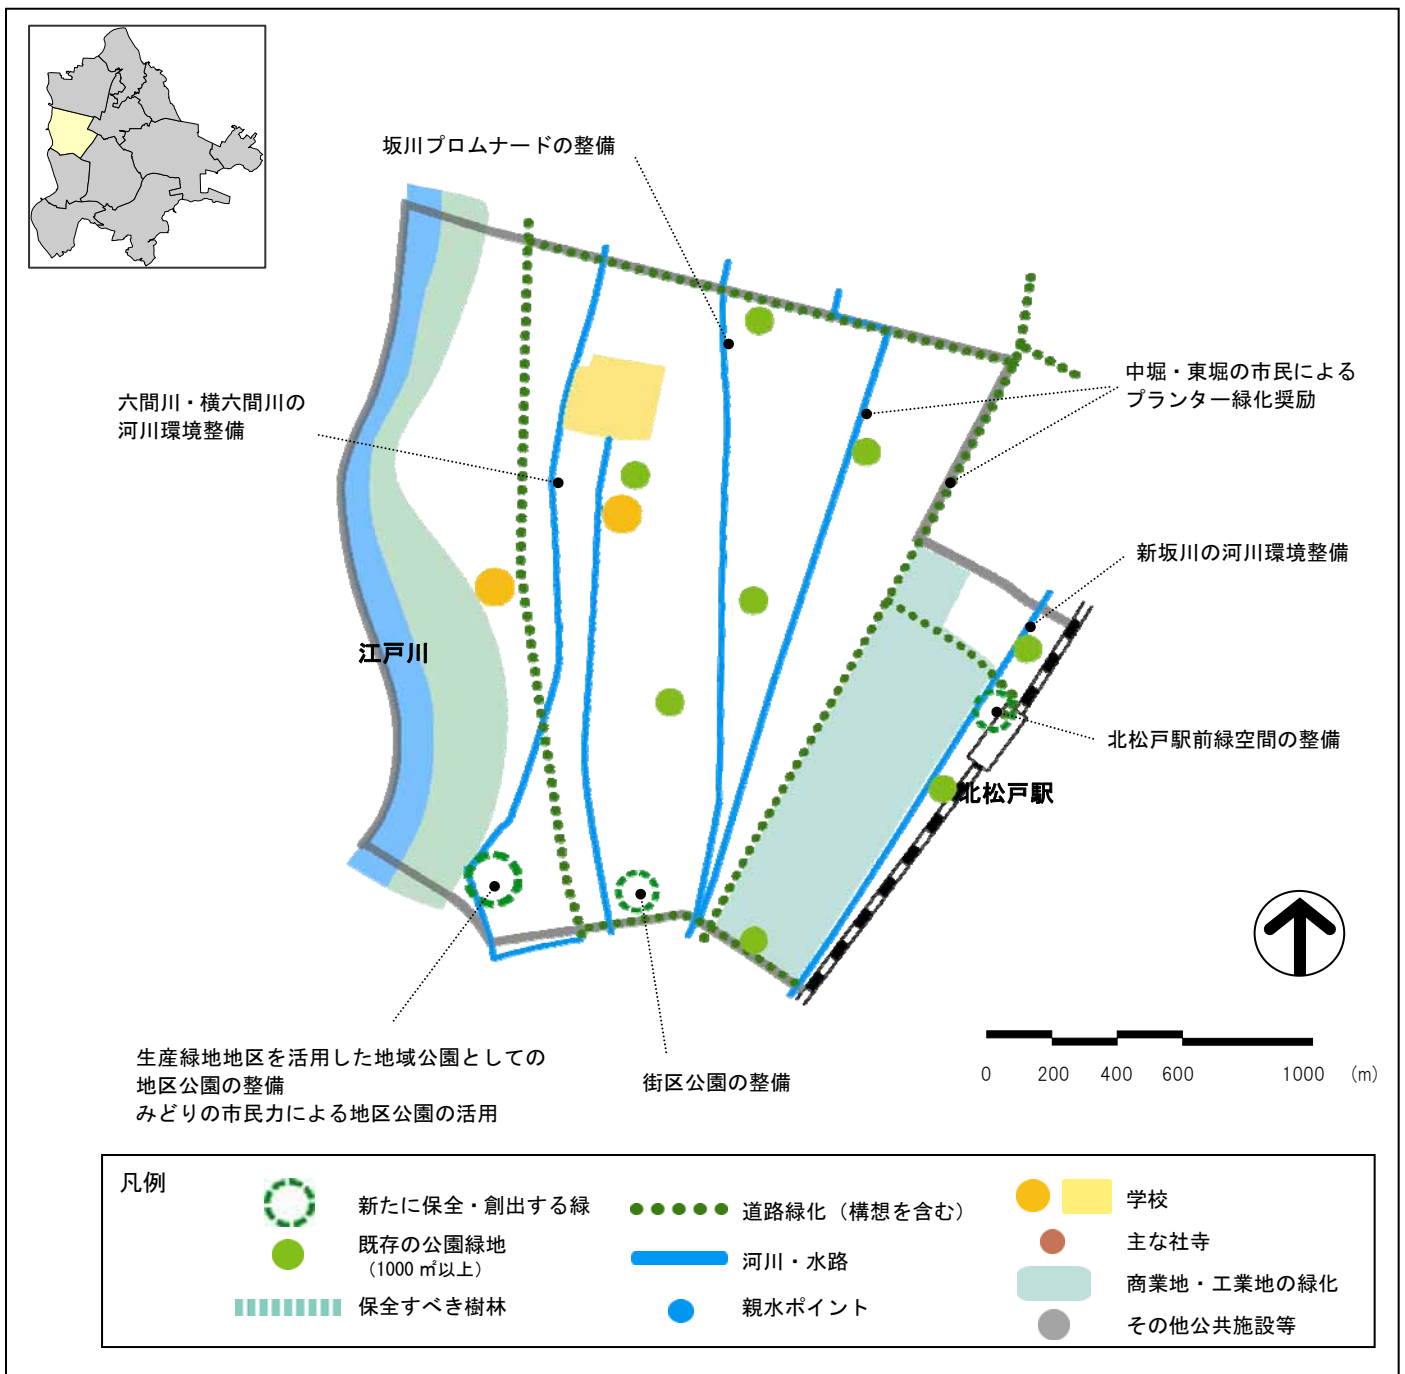 坂川プロムナードの整備
六間川・横六間川の
河川環境整備
中堀・東堀の市民による
プランター緑化奨励
新坂川の河川環境整備
江戸川
北松戸駅前緑空間の整備
北松戸駅
生産緑地地区を活用した地域公園としての
地区公園の整備
みどりの市民力による地区公園の活用
街区公園の整備
0 200 400 600 1000 (m)
凡例
新たに保全・創出する緑
既存の公園緑地
(1000 ㎡以上)
保全すべき樹林
道路緑化（構想を含む）
河川・水路
親水ポイント
学校
主な社寺
商業地・工業地の緑化
その他公共施設等